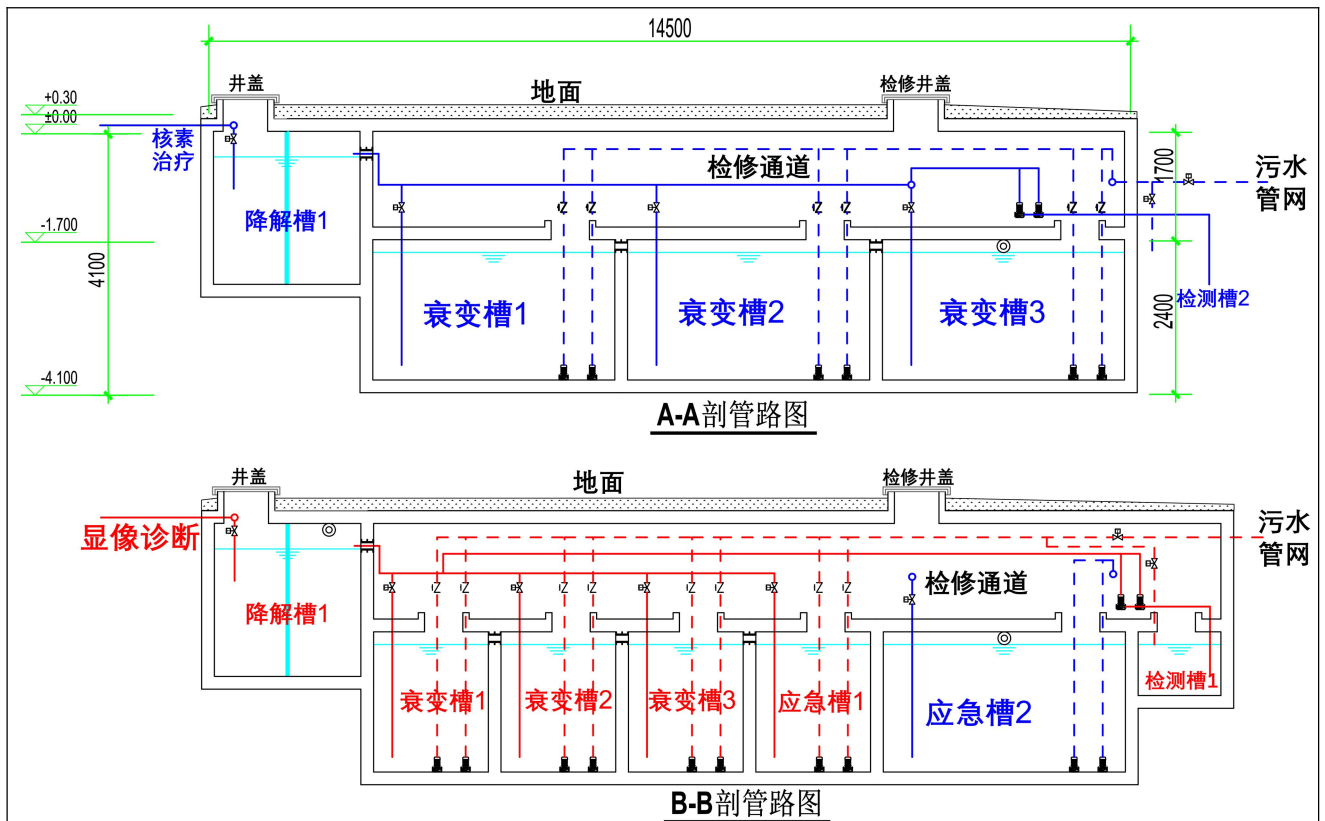 14500
井盖
地面
检修井盖
+0.30
±0.00
核素
治疗
检修通道
1700
污水
管网
降解槽1
-1.700
4100
衰变槽1
衰变槽2
衰变槽3
检测槽2
2400
-4.100
A-A剖管路图
井盖
地面
检修井盖
显像诊断
污水
管网
检修通道
降解槽1
衰变槽1
衰变槽2
衰变槽3
应急槽1
应急槽2
检测槽1
B-B剖管路图